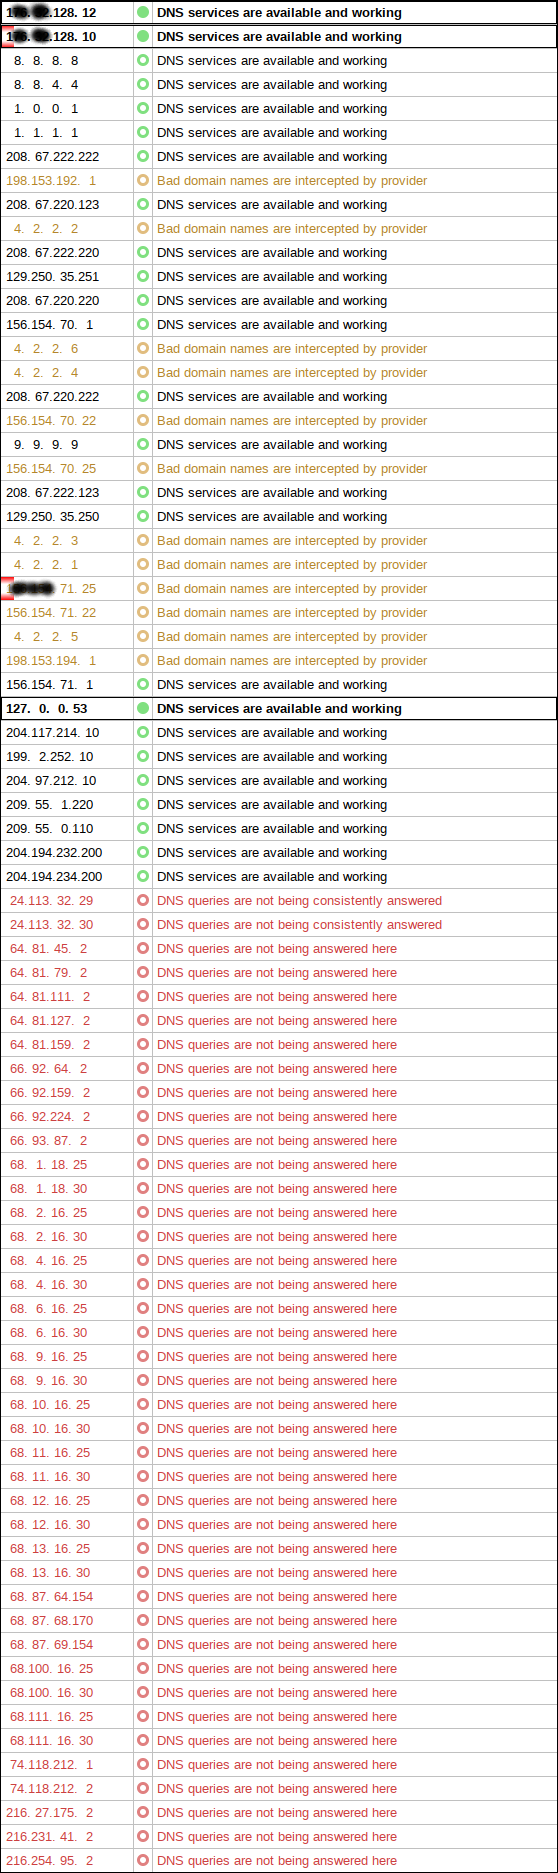 .128. 12 DNS services are available and working
.128. 10 DNS services are available and working
8. 8. 8. 8 DNS services are available and working
8. 8. 4. 4 DNS services are available and working
1. 0. 0. 1 DNS services are available and working
1. 1. 1. 1 DNS services are available and working
208. 67.222.222 DNS services are available and working
198.153.192. 1 Bad domain names are intercepted by provider
208. 67.220.123 DNS services are available and working
4. 2. 2. 2 Bad domain names are intercepted by provider
208. 67.222.220 DNS services are available and working
129.250. 35.251 DNS services are available and working
208. 67.220.220 DNS services are available and working
156.154. 70. 1 DNS services are available and working
4. 2. 2. 6 Bad domain names are intercepted by provider
4. 2. 2. 4 Bad domain names are intercepted by provider
208. 67.220.222 DNS services are available and working
156.154. 70. 22 Bad domain names are intercepted by provider
9. 9. 9. 9 DNS services are available and working
156.154. 70. 25 Bad domain names are intercepted by provider
208. 67.222.123 DNS services are available and working
129.250. 35.250 DNS services are available and working
4. 2. 2. 3 Bad domain names are intercepted by provider
4. 2. 2. 1 Bad domain names are intercepted by provider
71. 25 Bad domain names are intercepted by provider
156.154. 71. 22 Bad domain names are intercepted by provider
4. 2. 2. 5 Bad domain names are intercepted by provider
198.153.194. 1 Bad domain names are intercepted by provider
156.154. 71. 1 DNS services are available and working
127. 0. 0. 53 DNS services are available and working
204.117.214. 10 DNS services are available and working
199. 2.252. 10 DNS services are available and working
204. 97.212. 10 DNS services are available and working
209. 55. 1.220 DNS services are available and working
209. 55. 0.110 DNS services are available and working
204.194.232.200 DNS services are available and working
204.194.234.200 DNS services are available and working
24.113. 32. 29 DNS queries are not being consistently answered
24.113. 32. 30 DNS queries are not being consistently answered
64. 81. 45. 2 DNS queries are not being answered here
64. 81. 79. 2 DNS queries are not being answered here
64. 81.111. 2 DNS queries are not being answered here
64. 81.127. 2 DNS queries are not being answered here
64. 81.159. 2 DNS queries are not being answered here
66. 92. 64. 2 DNS queries are not being answered here
66. 92.159. 2 DNS queries are not being answered here
66. 92.224. 2 DNS queries are not being answered here
66. 93. 87. 2 DNS queries are not being answered here
68. 1. 18. 25 DNS queries are not being answered here
68. 1. 18. 30 DNS queries are not being answered here
68. 2. 16. 25 DNS queries are not being answered here
68. 2. 16. 30 DNS queries are not being answered here
68. 4. 16. 25 DNS queries are not being answered here
68. 4. 16. 30 DNS queries are not being answered here
68. 6. 16. 25 DNS queries are not being answered here
68. 6. 16. 30 DNS queries are not being answered here
68. 9. 16. 25 DNS queries are not being answered here
68. 9. 16. 30 DNS queries are not being answered here
68. 10. 16. 25 DNS queries are not being answered here
68. 10. 16. 30 DNS queries are not being answered here
68. 11. 16. 25 DNS queries are not being answered here
68. 11. 16. 30 DNS queries are not being answered here
68. 12. 16. 25 DNS queries are not being answered here
68. 12. 16. 30 DNS queries are not being answered here
68. 13. 16. 25 DNS queries are not being answered here
68. 13. 16. 30 DNS queries are not being answered here
68. 87. 64.154 DNS queries are not being answered here
68. 87. 68.170 DNS queries are not being answered here
68. 87. 69.154 DNS queries are not being answered here
68.100. 16. 25 DNS queries are not being answered here
68.100. 16. 30 DNS queries are not being answered here
68.111. 16. 25 DNS queries are not being answered here
68.111. 16. 30 DNS queries are not being answered here
74.118.212. 1 DNS queries are not being answered here
74.118.212. 2 DNS queries are not being answered here
216. 27.175. 2 DNS queries are not being answered here
216.231. 41. 2 DNS queries are not being answered here
216.254. 95. 2 DNS queries are not being answered here